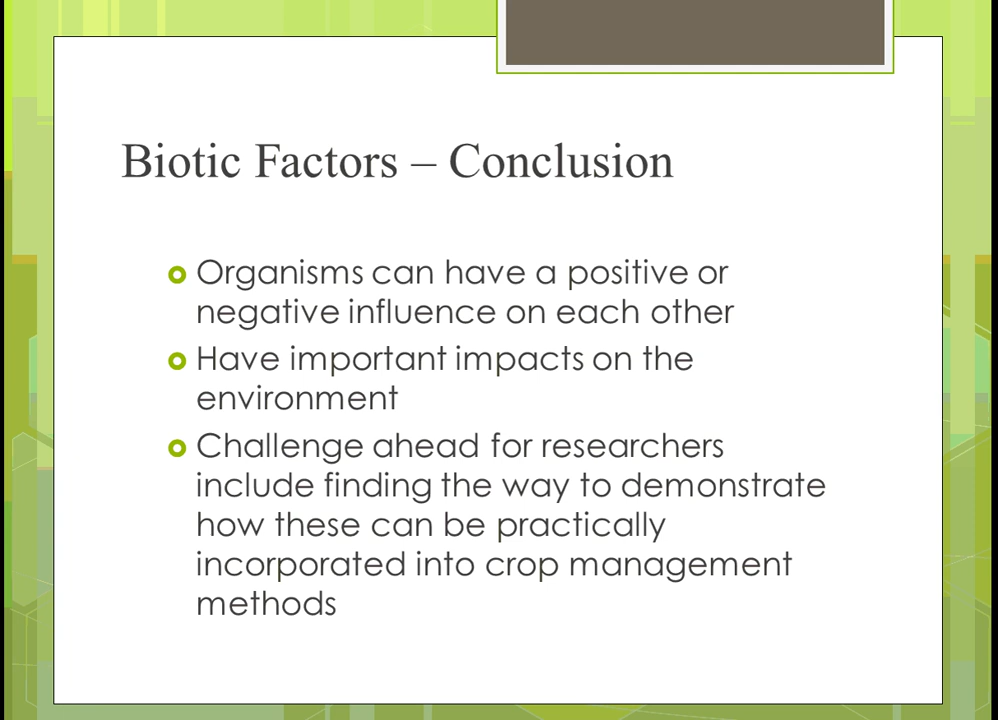 Biotic Factors – Conclusion
Organisms can have a positive or
negative influence on each other
Have important impacts on the
environment
Challenge ahead for researchers
include finding the way to demonstrate
how these can be practically
incorporated into crop management
methods